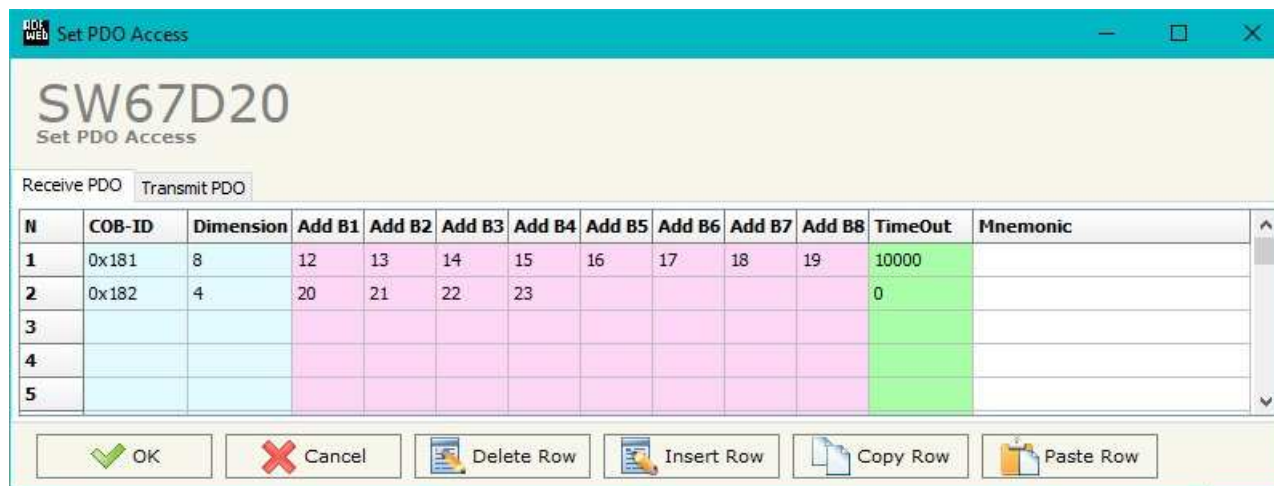 ADF WEB Set PDO Access
SW67D20
Set PDO Access
Receive PDO Transmit PDO
N COB-ID Dimension Add B1 Add B2 Add B3 Add B4 Add B5 Add B6 Add B7 Add B8 TimeOut Mnemonic
1 0x181 8 12 13 14 15 16 17 18 19 10000
2 0x182 4 20 21 22 23 0
3
4
5
OK Cancel Delete Row Insert Row Copy Row Paste Row